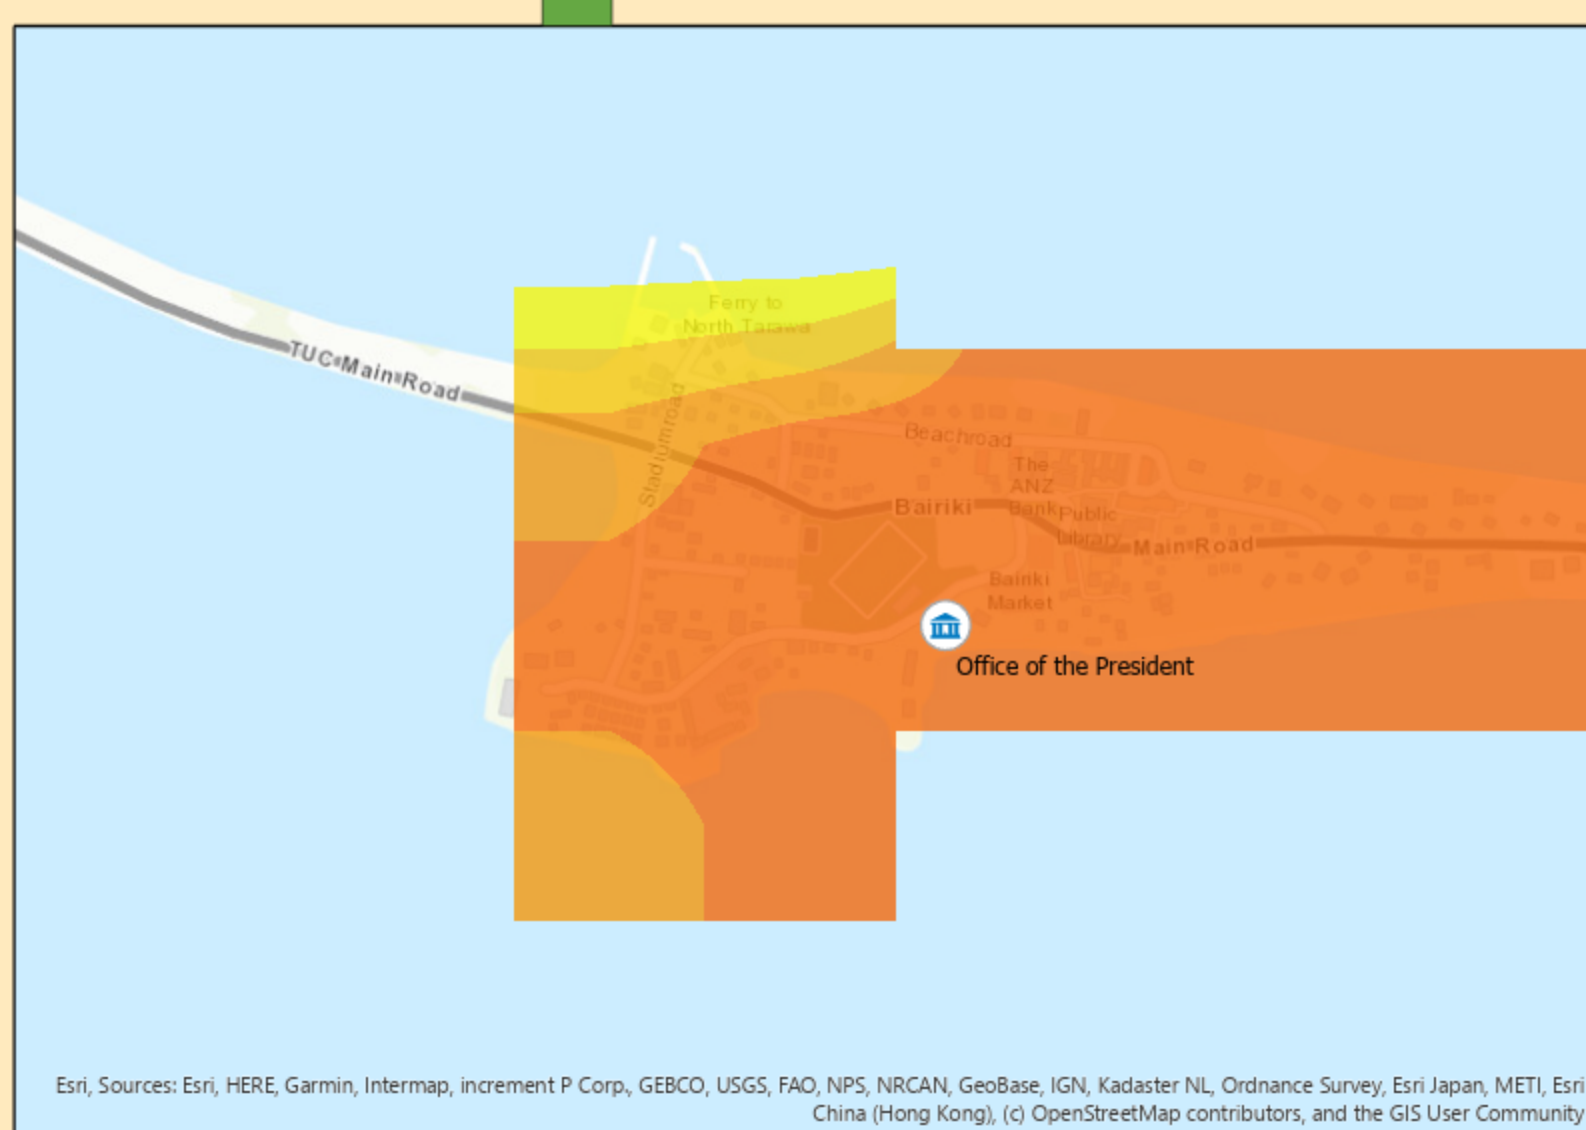 Ferry to
North Tarawa
TUC Main Road
Stadiumroad
Beachroad
The
ANZ
Bank
Public
Library
Bairiki
Main Road
Bairiki
Market
Office of the President
Esri, Sources: Esri, HERE, Garmin, Intermap, increment P Corp., GEBCO, USGS, FAO, NPS, NRCAN, GeoBase, IGN, Kadaster NL, Ordnance Survey, Esri Japan, METI, Esri
China (Hong Kong), (c) OpenStreetMap contributors, and the GIS User Community